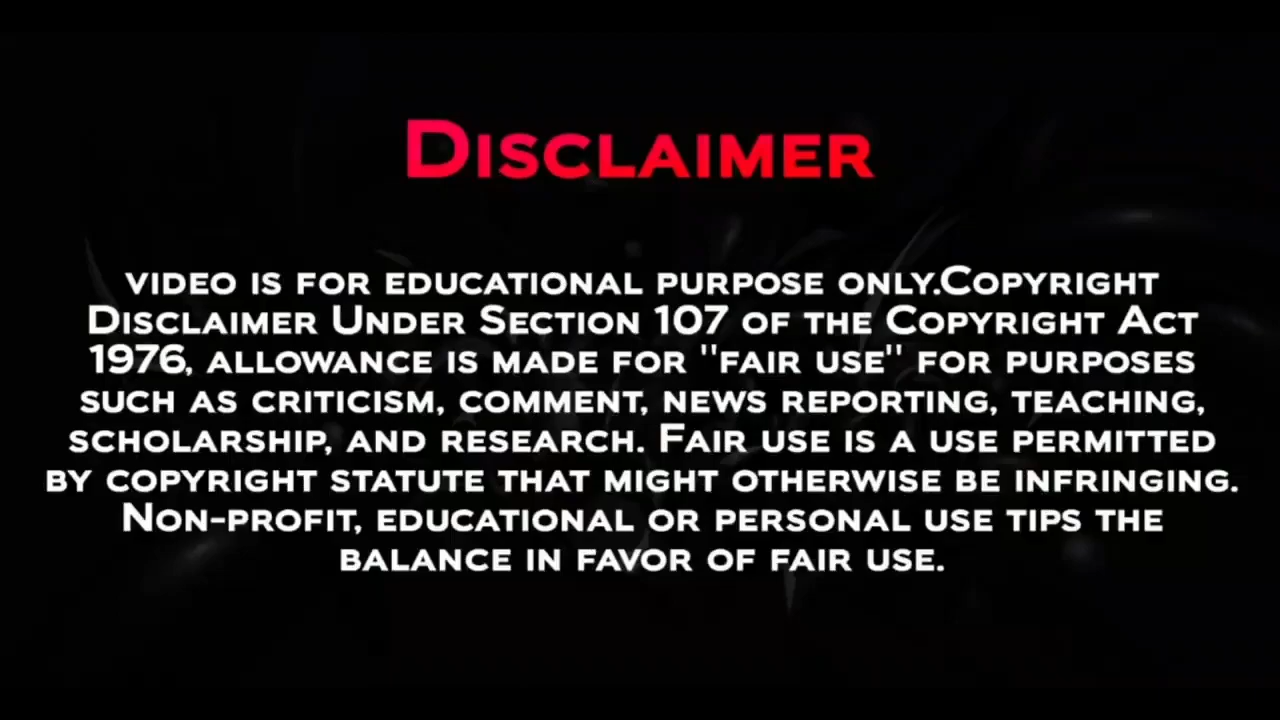 Disclaimer
video is for educational purpose only.Copyright
Disclaimer Under Section 107 of the Copyright Act
1976, allowance is made for "fair use" for purposes
such as criticism, comment, news reporting, teaching,
scholarship, and research. Fair use is a use permitted
by copyright statute that might otherwise be infringing.
Non-profit, educational or personal use tips the
balance in favor of fair use.